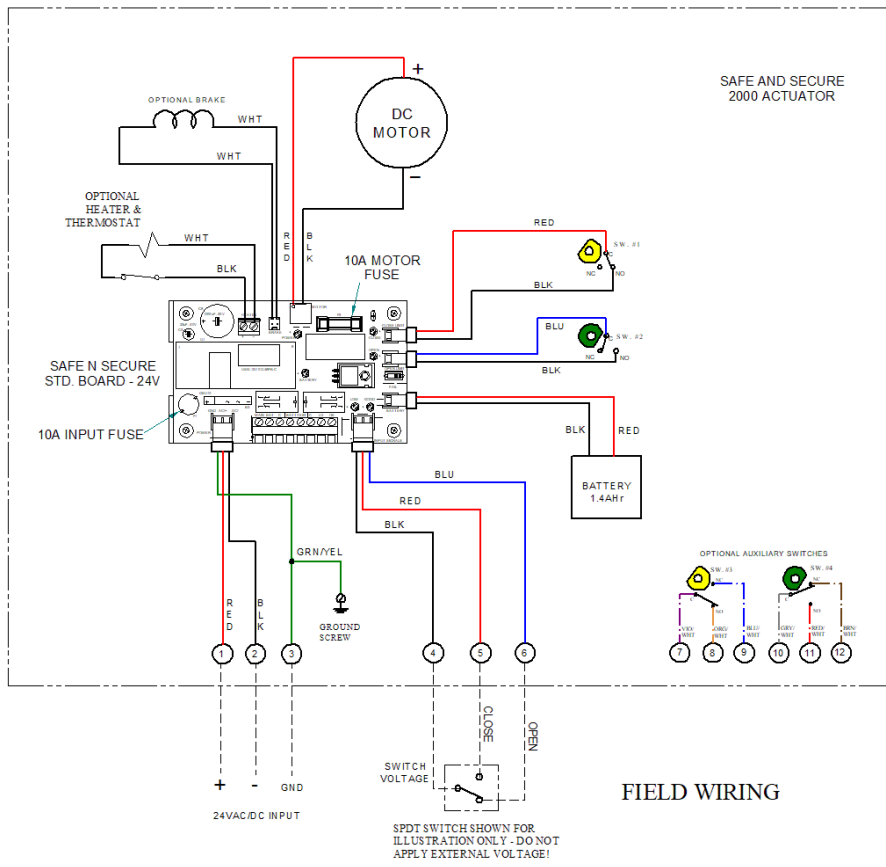 SAFE AND SECURE
2000 ACTUATOR
OPTIONAL BRAKE
WHT
WHT
+
DC
MOTOR
−
OPTIONAL
HEATER &
THERMOSTAT
WHT
BLK
RED
BLK
10A MOTOR
FUSE
RED
SW. #1
C
NC
NO
BLK
BLU
SW. #2
C
NC
NO
BLK
SAFE N SECURE
STD. BOARD - 24V
10A INPUT FUSE
BLK
RED
BATTERY
1.4AHr
BLU
RED
BLK
GRN/YEL
RED
BLK
GROUND
SCREW
OPTIONAL AUXILIARY SWITCHES
SW. #3
NC
C
NO
SW. #4
NC
C
NO
VIO/
WHT
ORG/
WHT
BLU/
WHT
GRY/
WHT
RED/
WHT
BRN/
WHT
1
2
3
4
5
6
7
8
9
10
11
12
CLOSE
OPEN
SWITCH
VOLTAGE
+
-
GND
24VAC/DC INPUT
FIELD WIRING
SPDT SWITCH SHOWN FOR
ILLUSTRATION ONLY - DO NOT
APPLY EXTERNAL VOLTAGE!